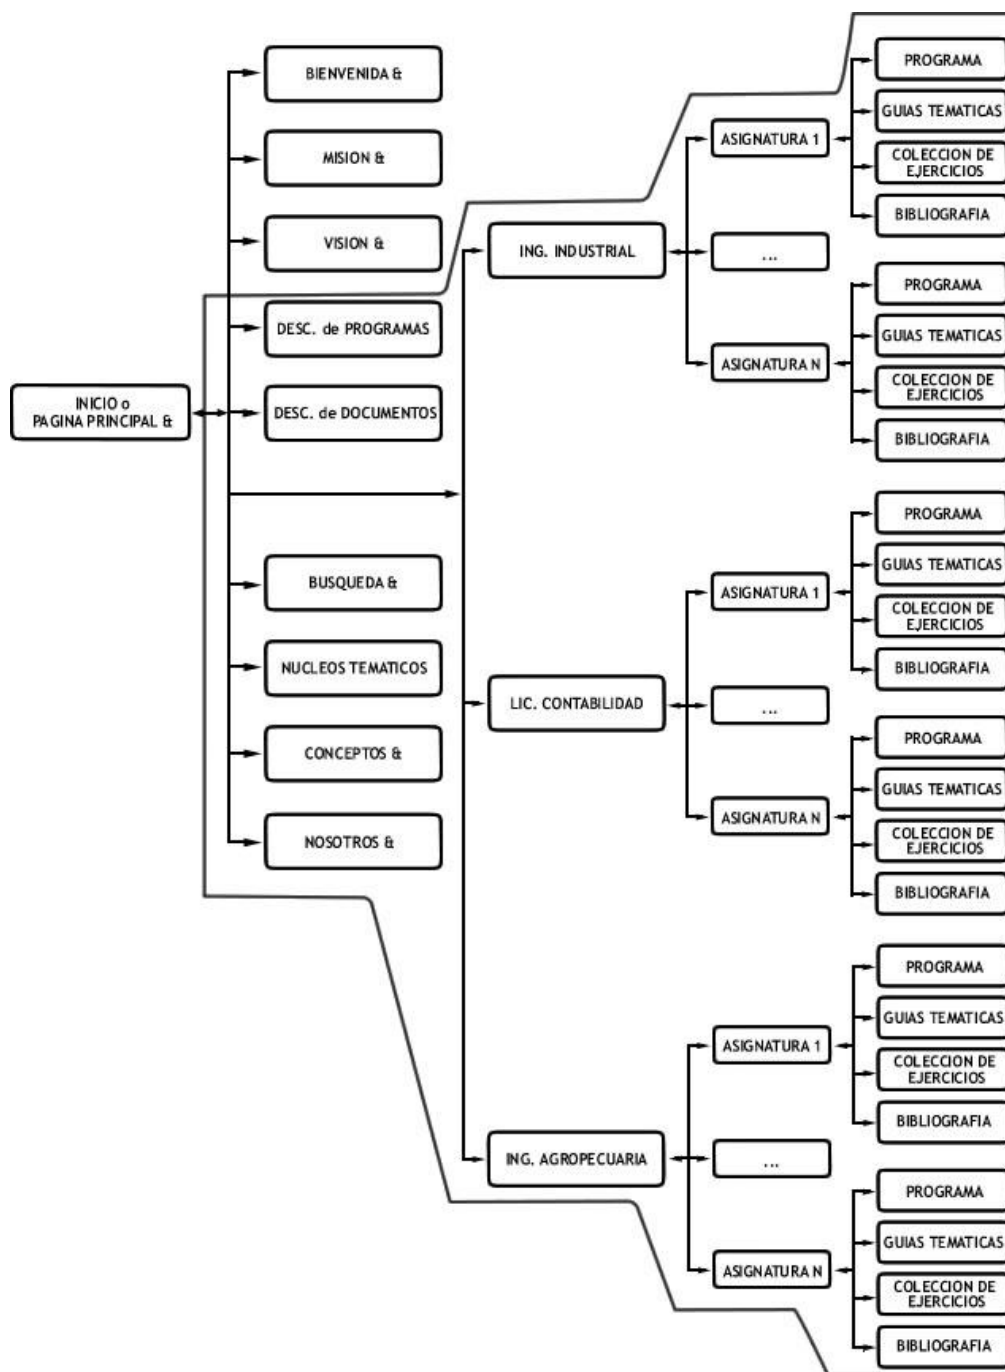 INICIO o
PAGINA PRINCIPAL &
BIENVENIDA &
MISION &
VISION &
DESC. de PROGRAMAS
DESC. de DOCUMENTOS
BUSQUEDA &
NUCLEOS TEMATICOS
CONCEPTOS &
NOSOTROS &
ING. INDUSTRIAL
ASIGNATURA 1
PROGRAMA
GUIAS TEMATICAS
COLECCION DE
EJERCICIOS
BIBLIOGRAFIA
...
ASIGNATURA N
PROGRAMA
GUIAS TEMATICAS
COLECCION DE
EJERCICIOS
BIBLIOGRAFIA
LIC. CONTABILIDAD
ASIGNATURA 1
PROGRAMA
GUIAS TEMATICAS
COLECCION DE
EJERCICIOS
BIBLIOGRAFIA
...
ASIGNATURA N
PROGRAMA
GUIAS TEMATICAS
COLECCION DE
EJERCICIOS
BIBLIOGRAFIA
ING. AGROPECUARIA
ASIGNATURA 1
PROGRAMA
GUIAS TEMATICAS
COLECCION DE
EJERCICIOS
BIBLIOGRAFIA
...
ASIGNATURA N
PROGRAMA
GUIAS TEMATICAS
COLECCION DE
EJERCICIOS
BIBLIOGRAFIA